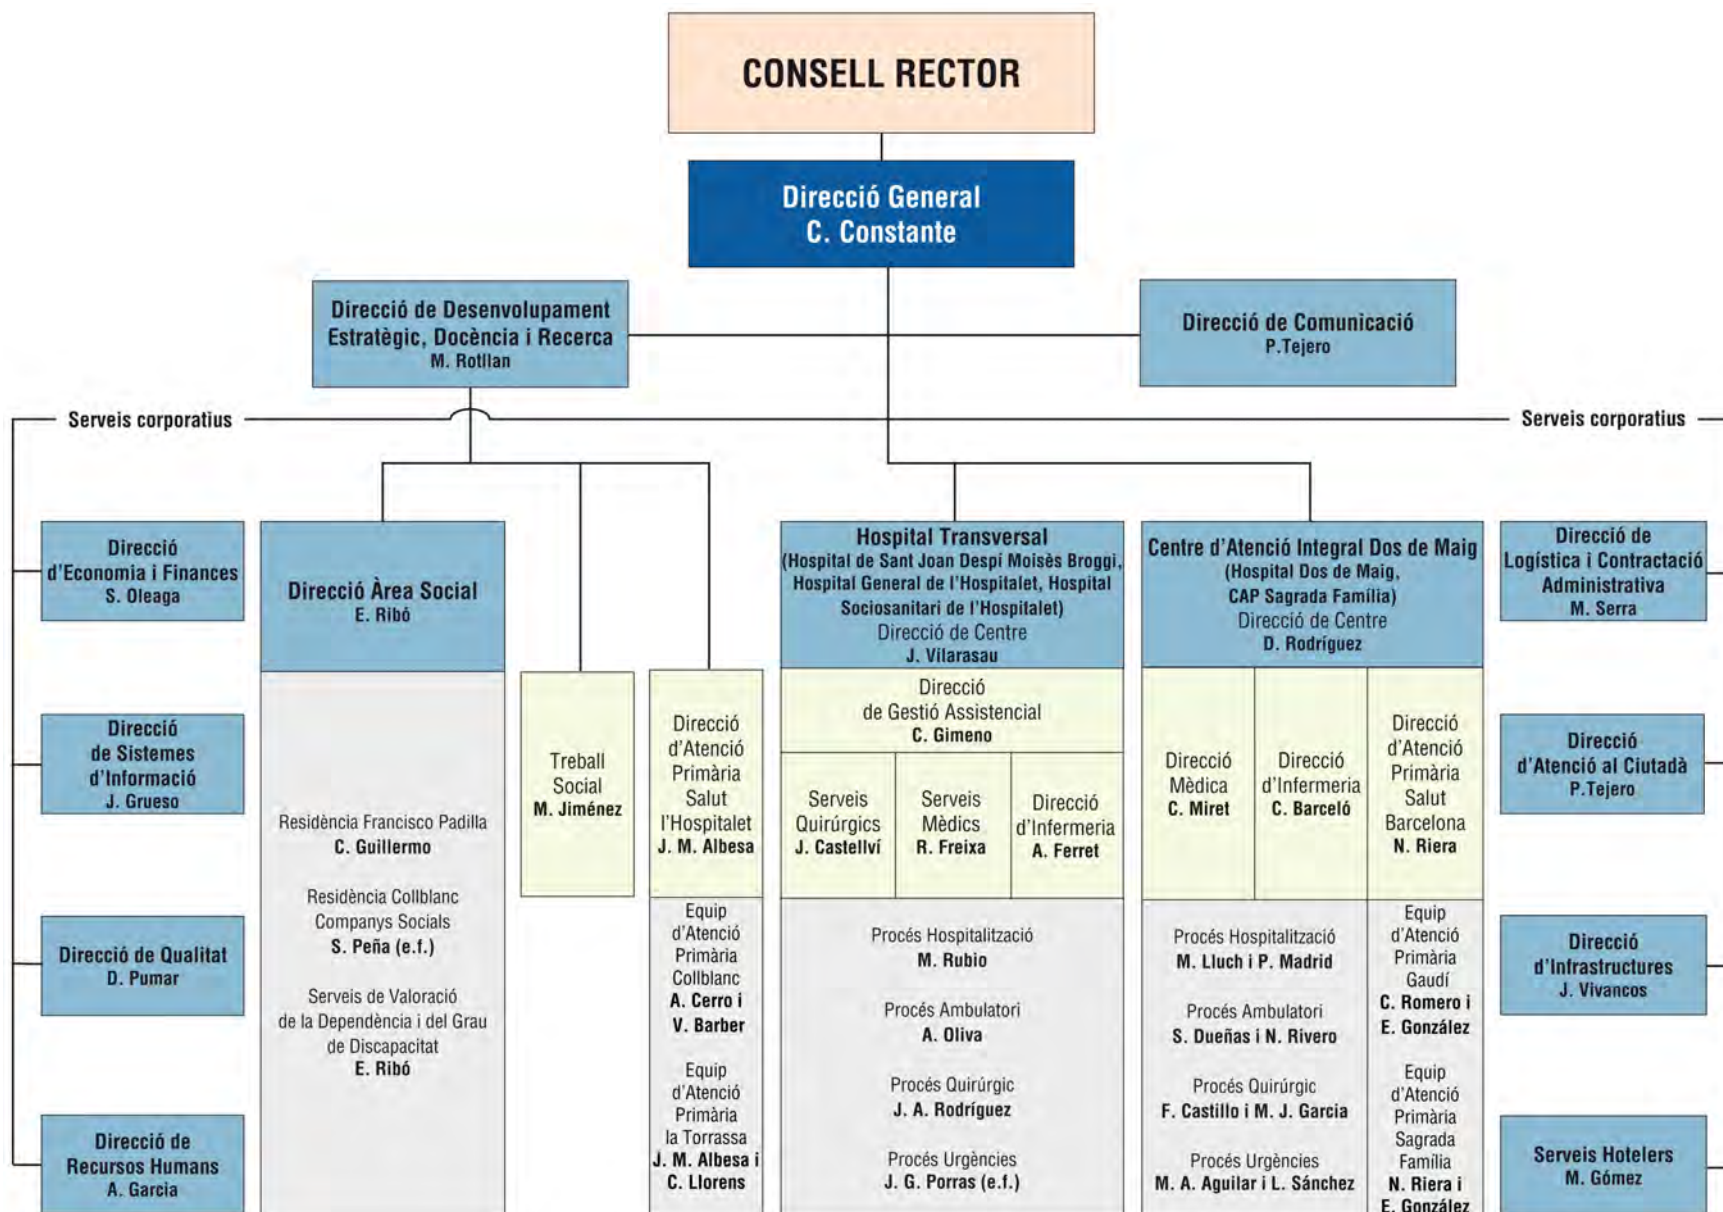 CONSELL RECTOR
Direcció General
C. Constante
Direcció de Desenvolupament
Estratègic, Docència i Recerca
M. Rotllan
Direcció de Comunicació
P.Tejero
Serveis corporatius
Serveis corporatius
Direcció
d'Economia i Finances
S. Oleaga
Direcció
de Sistemes
d'Informació
J. Grueso
Direcció de Qualitat
D. Pumar
Direcció de
Recursos Humans
A. Garcia
Direcció Àrea Social
E. Ribó
Residència Francisco Padilla
C. Guillermo
Residència Collblanc
Companys Socials
S. Peña (e.f.)
Serveis de Valoració
de la Dependència i del Grau
de Discapacitat
E. Ribó
Treball
Social
M. Jiménez
Direcció
d'Atenció
Primària
Salut
l'Hospitalet
J. M. Albesa
Equip
d'Atenció
Primària
Collblanc
A. Cerro i
V. Barber
Equip
d'Atenció
Primària
la Torrassa
J. M. Albesa i
C. Llorens
Hospital Transversal
(Hospital de Sant Joan Despí Moisès Broggi,
Hospital General de l'Hospitalet, Hospital
Sociosanitari de l'Hospitalet)
Direcció de Centre
J. Vilarasau
Direcció
de Gestió Assistencial
C. Gimeno
Serveis
Quirúrgics
J. Castellví
Serveis
Mèdics
R. Freixa
Direcció
d'Infermeria
A. Ferret
Procés Hospitalització
M. Rubio
Procés Ambulatori
A. Oliva
Procés Quirúrgic
J. A. Rodríguez
Procés Urgències
J. G. Porras (e.f.)
Centre d'Atenció Integral Dos de Maig
(Hospital Dos de Maig,
CAP Sagrada Família)
Direcció de Centre
D. Rodríguez
Direcció
Mèdica
C. Miret
Direcció
d'Infermeria
C. Barceló
Direcció
d'Atenció
Primària
Salut
Barcelona
N. Riera
Procés Hospitalització
M. Lluch i P. Madrid
Procés Ambulatori
S. Dueñas i N. Rivero
Procés Quirúrgic
F. Castillo i M. J. Garcia
Procés Urgències
M. A. Aguilar i L. Sánchez
Equip
d'Atenció
Primària
Gaudí
C. Romero i
E. González
Equip
d'Atenció
Primària
Sagrada
Família
N. Riera i
E. González
Direcció de
Logística i Contractació
Administrativa
M. Serra
Direcció
d'Atenció al Ciutadà
P.Tejero
Direcció
d'Infrastructures
J. Vivancos
Serveis Hotelers
M. Gómez